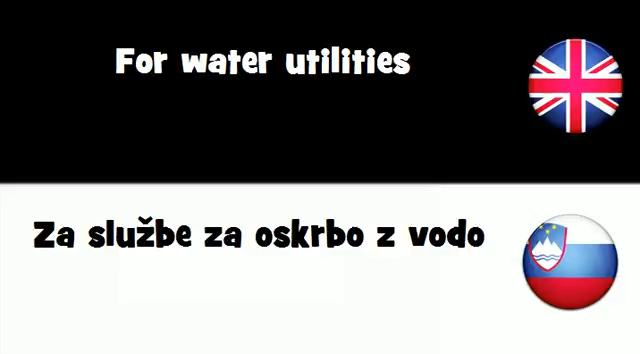 For water utilities
Za službe za oskrbo z vodo